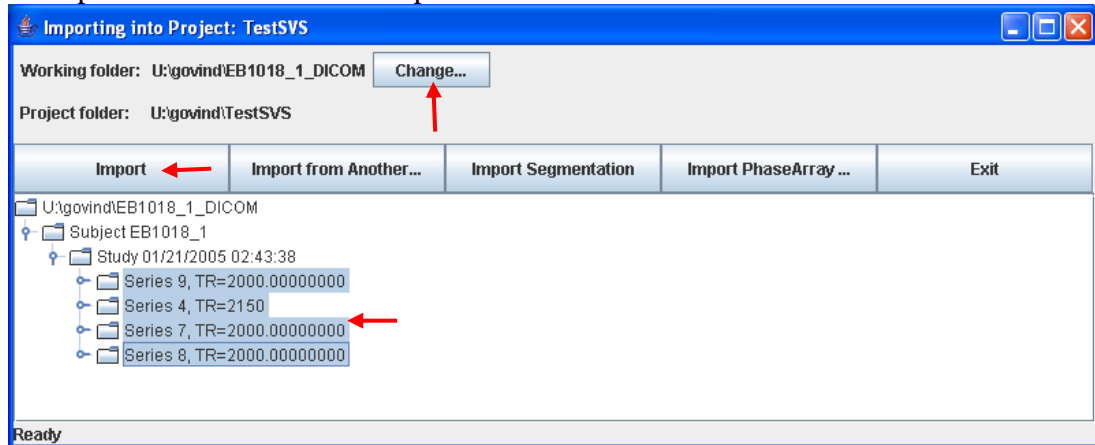 Importing into Project: TestSVS
Working folder: U:\govind\EB1018_1_DICOM Change...
Project folder: U:\govind\TestSVS
Import Import from Another... Import Segmentation Import PhaseArray ... Exit
U:\govind\EB1018_1_DICOM
Subject EB1018_1
Study 01/21/2005 02:43:38
Series 9, TR=2000.00000000
Series 4, TR=2150
Series 7, TR=2000.00000000
Series 8, TR=2000.00000000
Ready